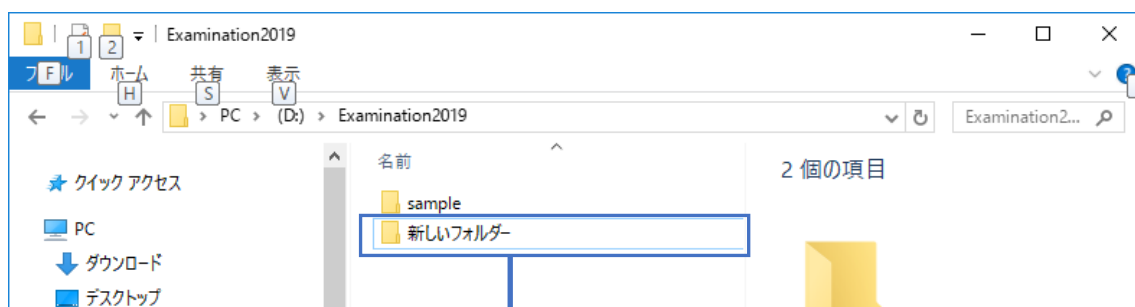 Examination2019
1 2
フ F ル ホーム 共有 表示
H S V
PC > (D:) > Examination2019 Examination2...
名前
2 個の項目
クイック アクセス
sample
PC
新しいフォルダー
ダウンロード
デスクトップ